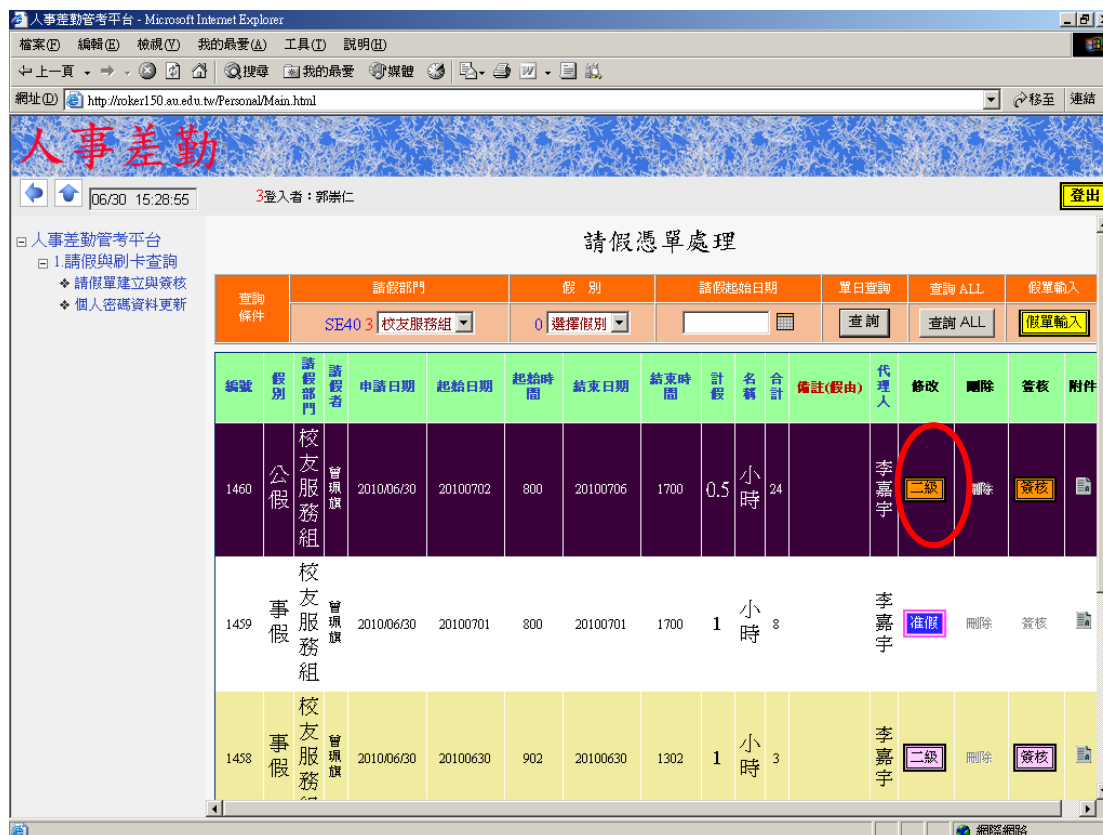 人事差勤管考平台 - Microsoft Internet Explorer
檔案(F) 編輯(E) 檢視(V) 我的最愛(A) 工具(T) 說明(H)
上一頁 搜尋 我的最愛 媒體
網址(D) http://roker150.au.edu.tw/Personal/Main.html 移至 連結
人事差勤
06/30 15:28:55 3登入者：郭崇仁 登出
人事差勤管考平台
1.請假與刷卡查詢
請假單建立與簽核
個人密碼資料更新
請假憑單處理
查詢條件 請假部門 假 別 請假起始日期 單日查詢 查詢 ALL 假單輸入
SE40 3 校友服務組 0 選擇假別 查 詢 查詢 ALL 假單輸入
編號 假別 請假部門 請假者 申請日期 起始日期 起始時間 結束日期 結束時間 計假 名稱 合計 備註(假由) 代理人 修改 刪除 簽核 附件
1460 公假 校友服務組 曾珮旗 2010/06/30 20100702 800 20100706 1700 0.5 小時 24 李嘉宇 二級 刪除 簽核
1459 事假 校友服務組 曾珮旗 2010/06/30 20100701 800 20100701 1700 1 小時 8 李嘉宇 准假 刪除 簽核
1458 事假 校友服務 曾珮旗 2010/06/30 20100630 902 20100630 1302 1 小時 3 李嘉宇 二級 刪除 簽核
網際網路